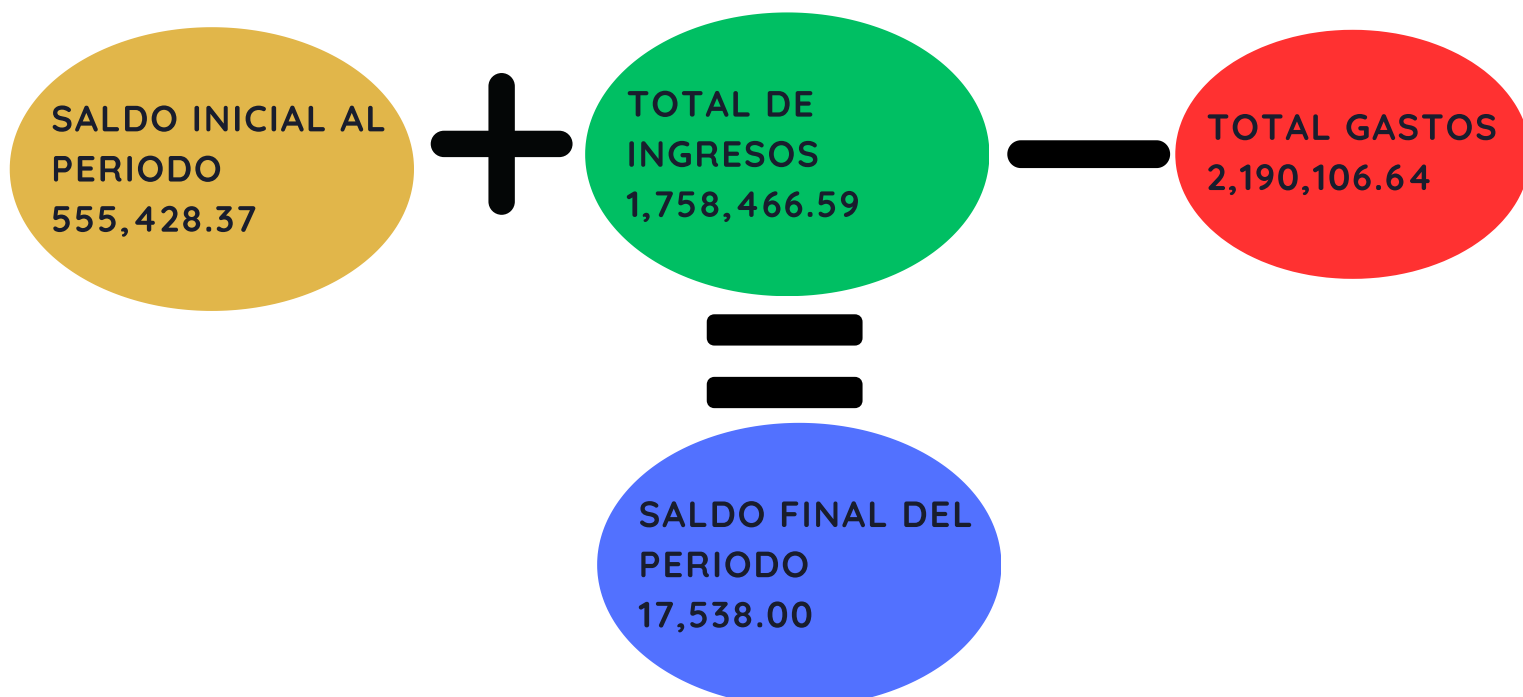 SALDO INICIAL AL
PERIODO
555,428.37
TOTAL DE
INGRESOS
1,758,466.59
TOTAL GASTOS
2,190,106.64
SALDO FINAL DEL
PERIODO
17,538.00